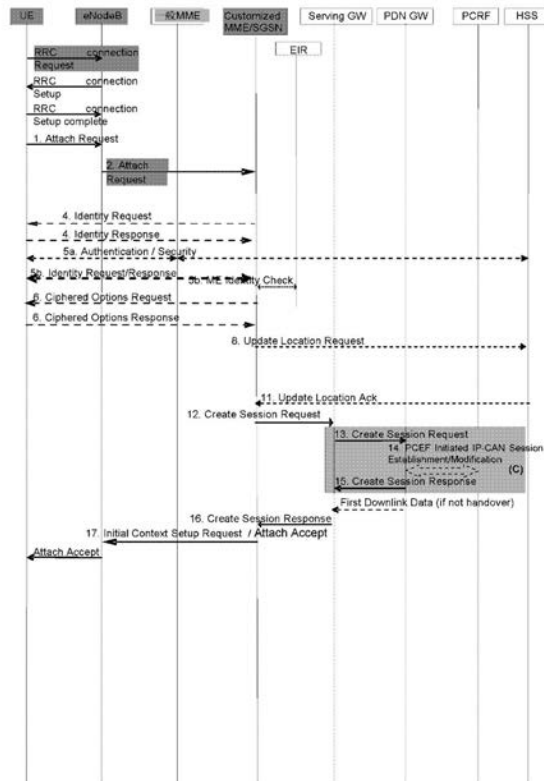 UE
eNodeB
般MME
Customized
MME/SGSN
Serving GW
PDN GW
PCRF
HSS
EIR
RRC connection
Request
RRC connection
Setup
RRC connection
Setup complete
1. Attach Request
2. Attach
Request
4. Identity Request
4. Identity Response
5a. Authentication / Security
5b. Identity Request/Response
5b. ME Identity Check
6. Ciphered Options Request
6. Ciphered Options Response
8. Update Location Request
11. Update Location Ack
12. Create Session Request
13. Create Session Request
14. PCEF Initiated IP-CAN Session
Establishment/Modification
(C)
15. Create Session Response
First Downlink Data (if not handover)
16. Create Session Response
17. Initial Context Setup Request / Attach Accept
Attach Accept